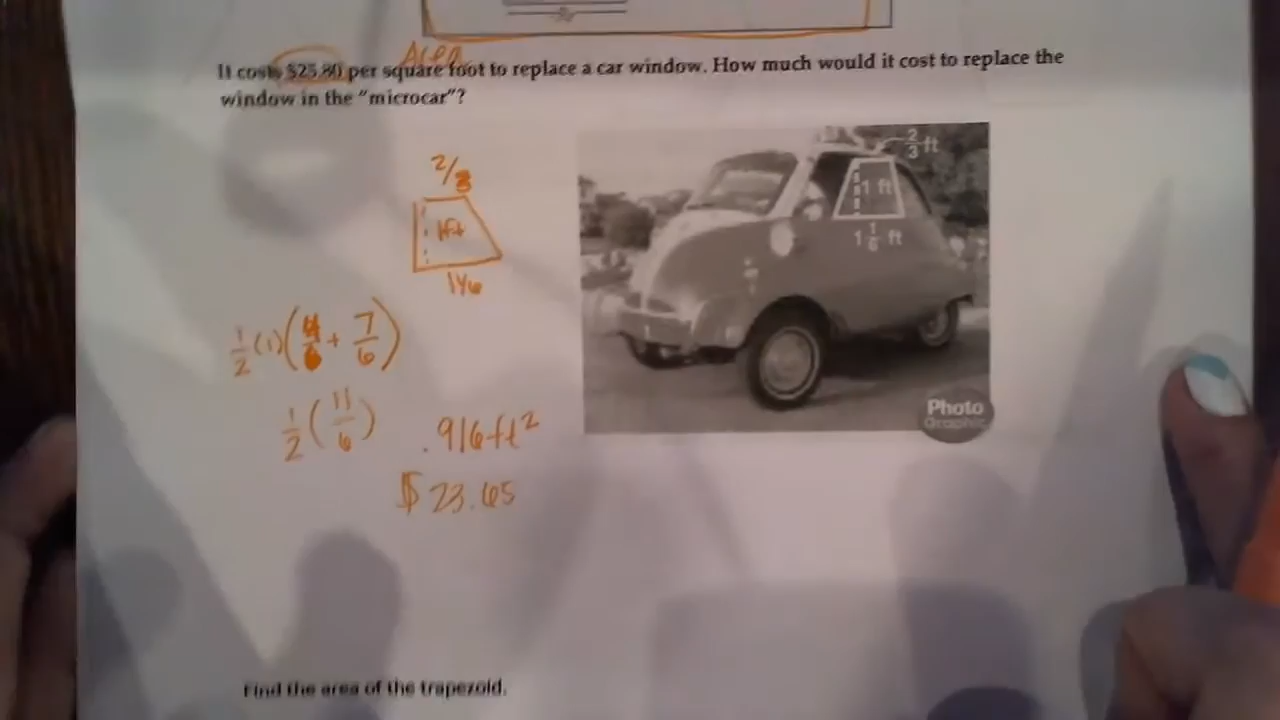 Area
It costs $25.80 per square foot to replace a car window. How much would it cost to replace the
window in the "microcar"?
2/3
1ft
1 1/6
2/3 ft
1 ft
1 1/6 ft
1/2 (1)(4/6 + 7/6)
1/2 (11/6)
.916ft²
$23.65
Photo
Graphic
Find the area of the trapezoid.